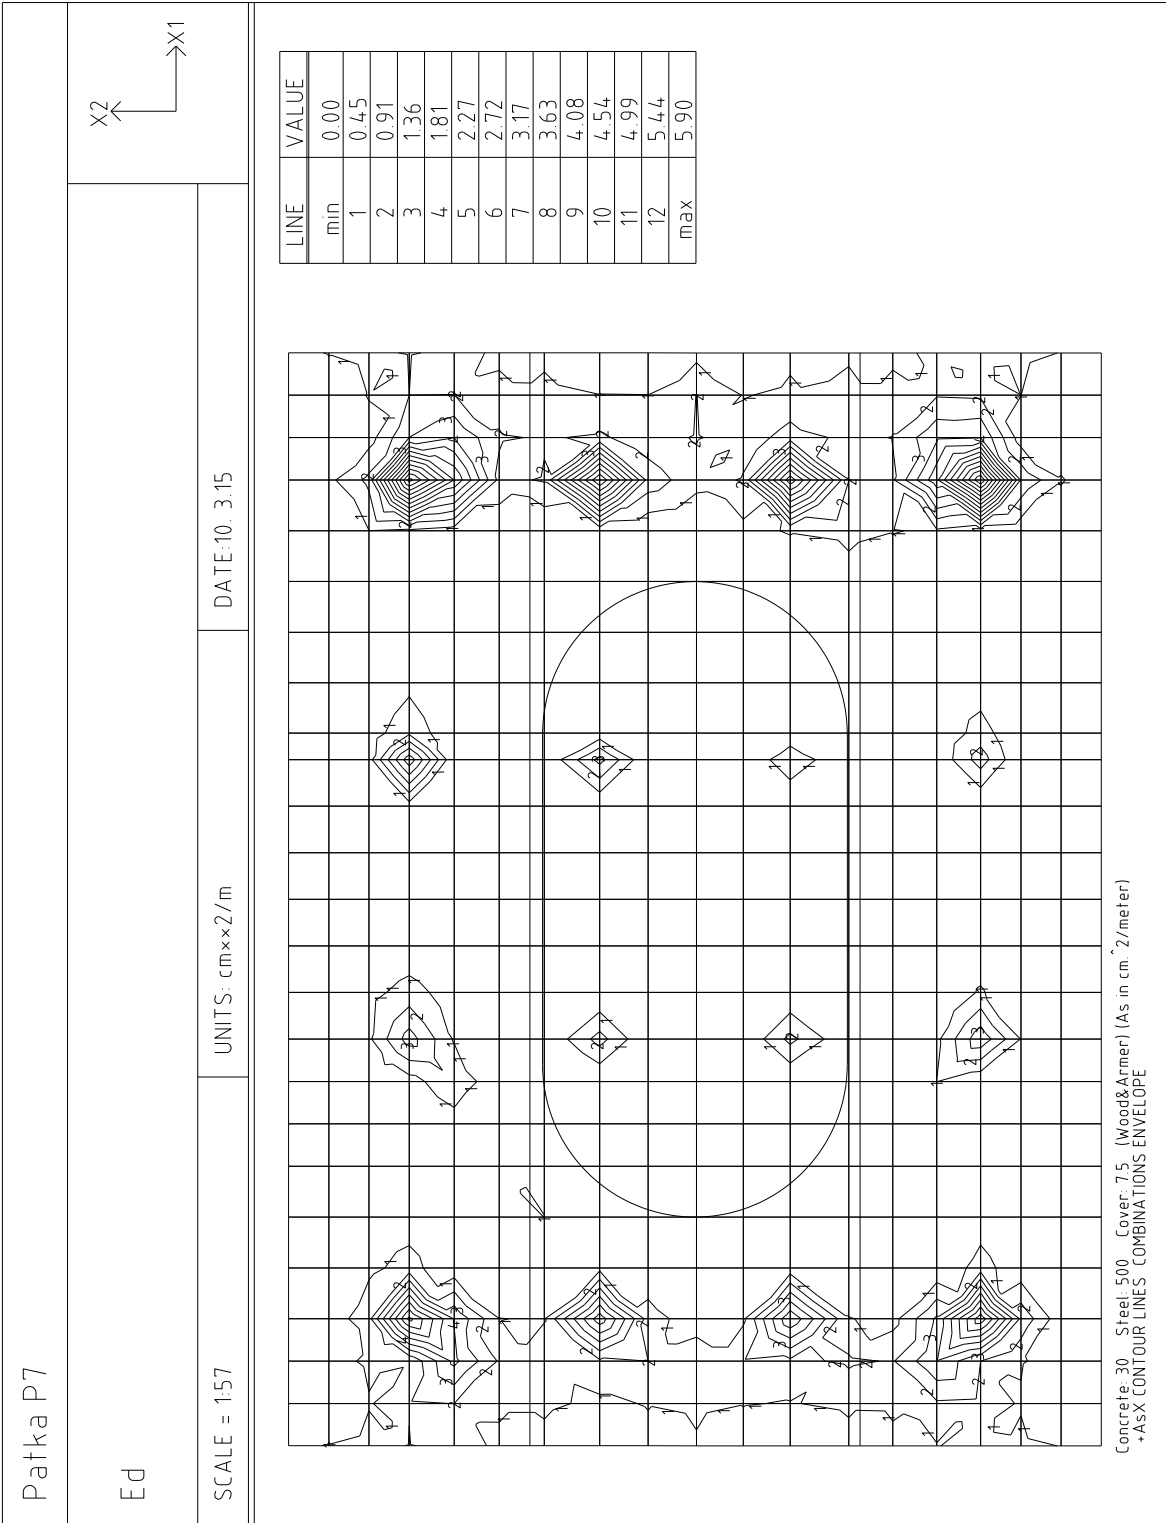 Patka P7
Ed
SCALE = 1:57
UNITS: cm××2/m
DATE:10. 3.15
X2
X1
LINE VALUE
min 0.00
1 0.45
2 0.91
3 1.36
4 1.81
5 2.27
6 2.72
7 3.17
8 3.63
9 4.08
10 4.54
11 4.99
12 5.44
max 5.90
Concrete: 30 Steel: 500 Cover: 7.5 (Wood&Armer) (As in cm.^2/meter)
+AsX CONTOUR LINES COMBINATIONS ENVELOPE